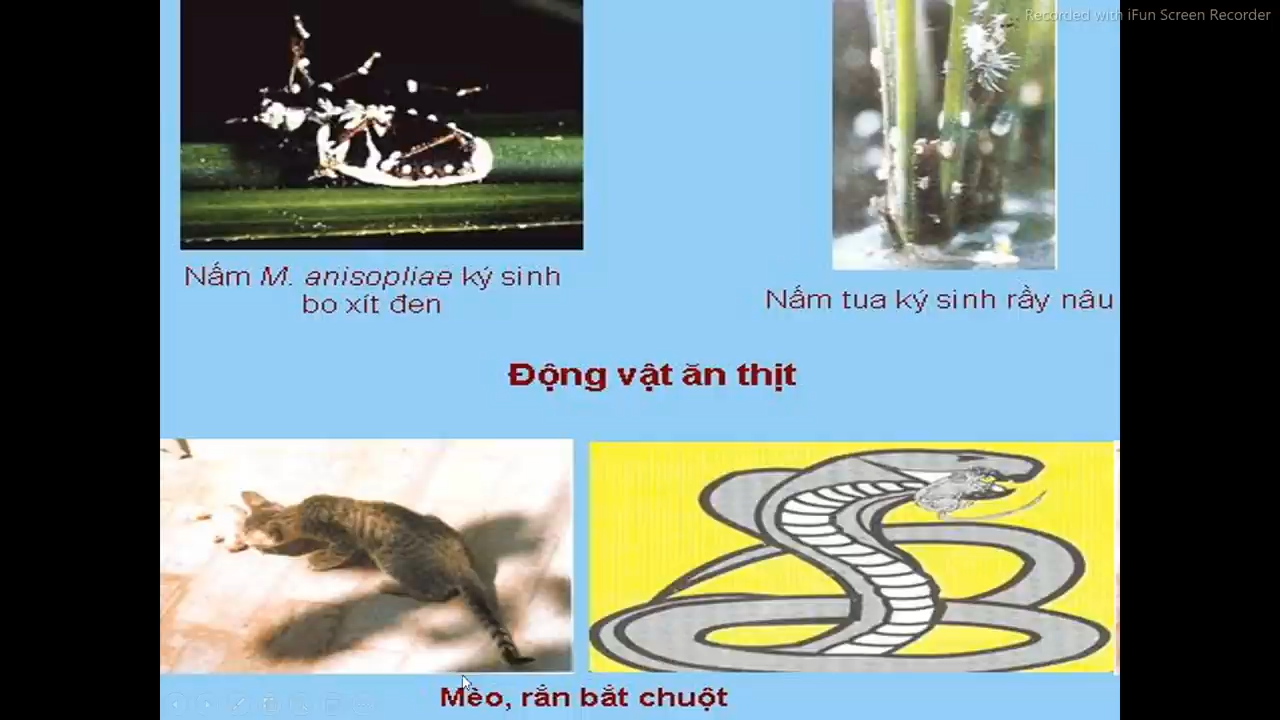 Recorded with iFun Screen Recorder
Nấm M. anisopliae ký sinh
bo xít đen
Nấm tua ký sinh rầy nâu
Động vật ăn thịt
Mèo, rắn bắt chuột